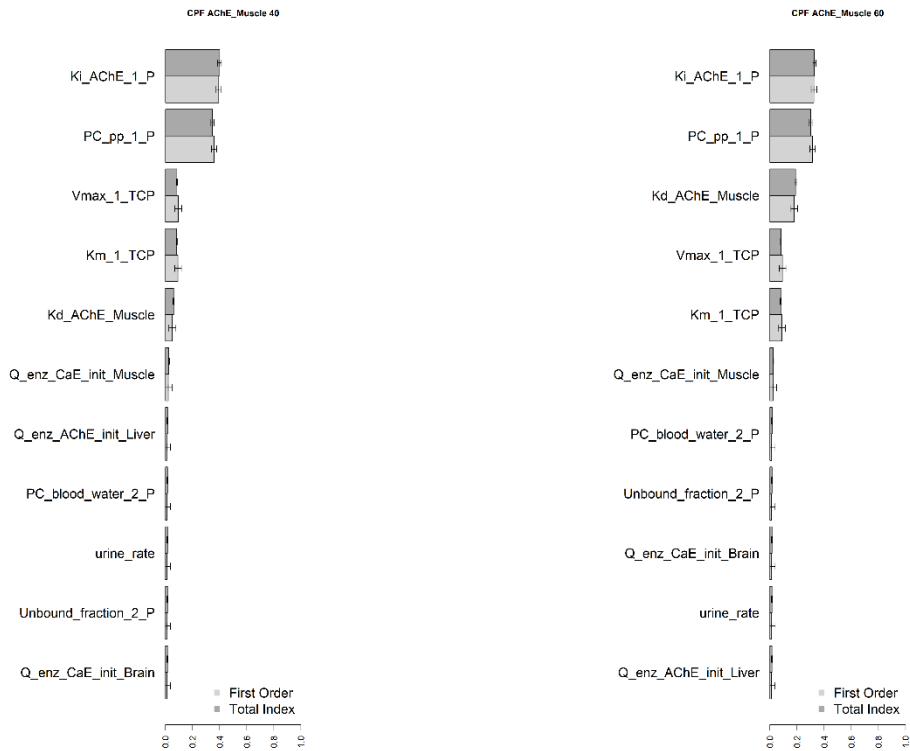 CPF AChE_Muscle 40
Ki_AChE_1_P
PC_pp_1_P
Vmax_1_TCP
Km_1_TCP
Kd_AChE_Muscle
Q_enz_CaE_init_Muscle
Q_enz_AChE_init_Liver
PC_blood_water_2_P
urine_rate
Unbound_fraction_2_P
Q_enz_CaE_init_Brain
First Order
Total Index
0.0 0.2 0.4 0.6 0.8 1.0
CPF AChE_Muscle 60
Ki_AChE_1_P
PC_pp_1_P
Kd_AChE_Muscle
Vmax_1_TCP
Km_1_TCP
Q_enz_CaE_init_Muscle
PC_blood_water_2_P
Unbound_fraction_2_P
Q_enz_CaE_init_Brain
urine_rate
Q_enz_AChE_init_Liver
First Order
Total Index
0.0 0.2 0.4 0.6 0.8 1.0